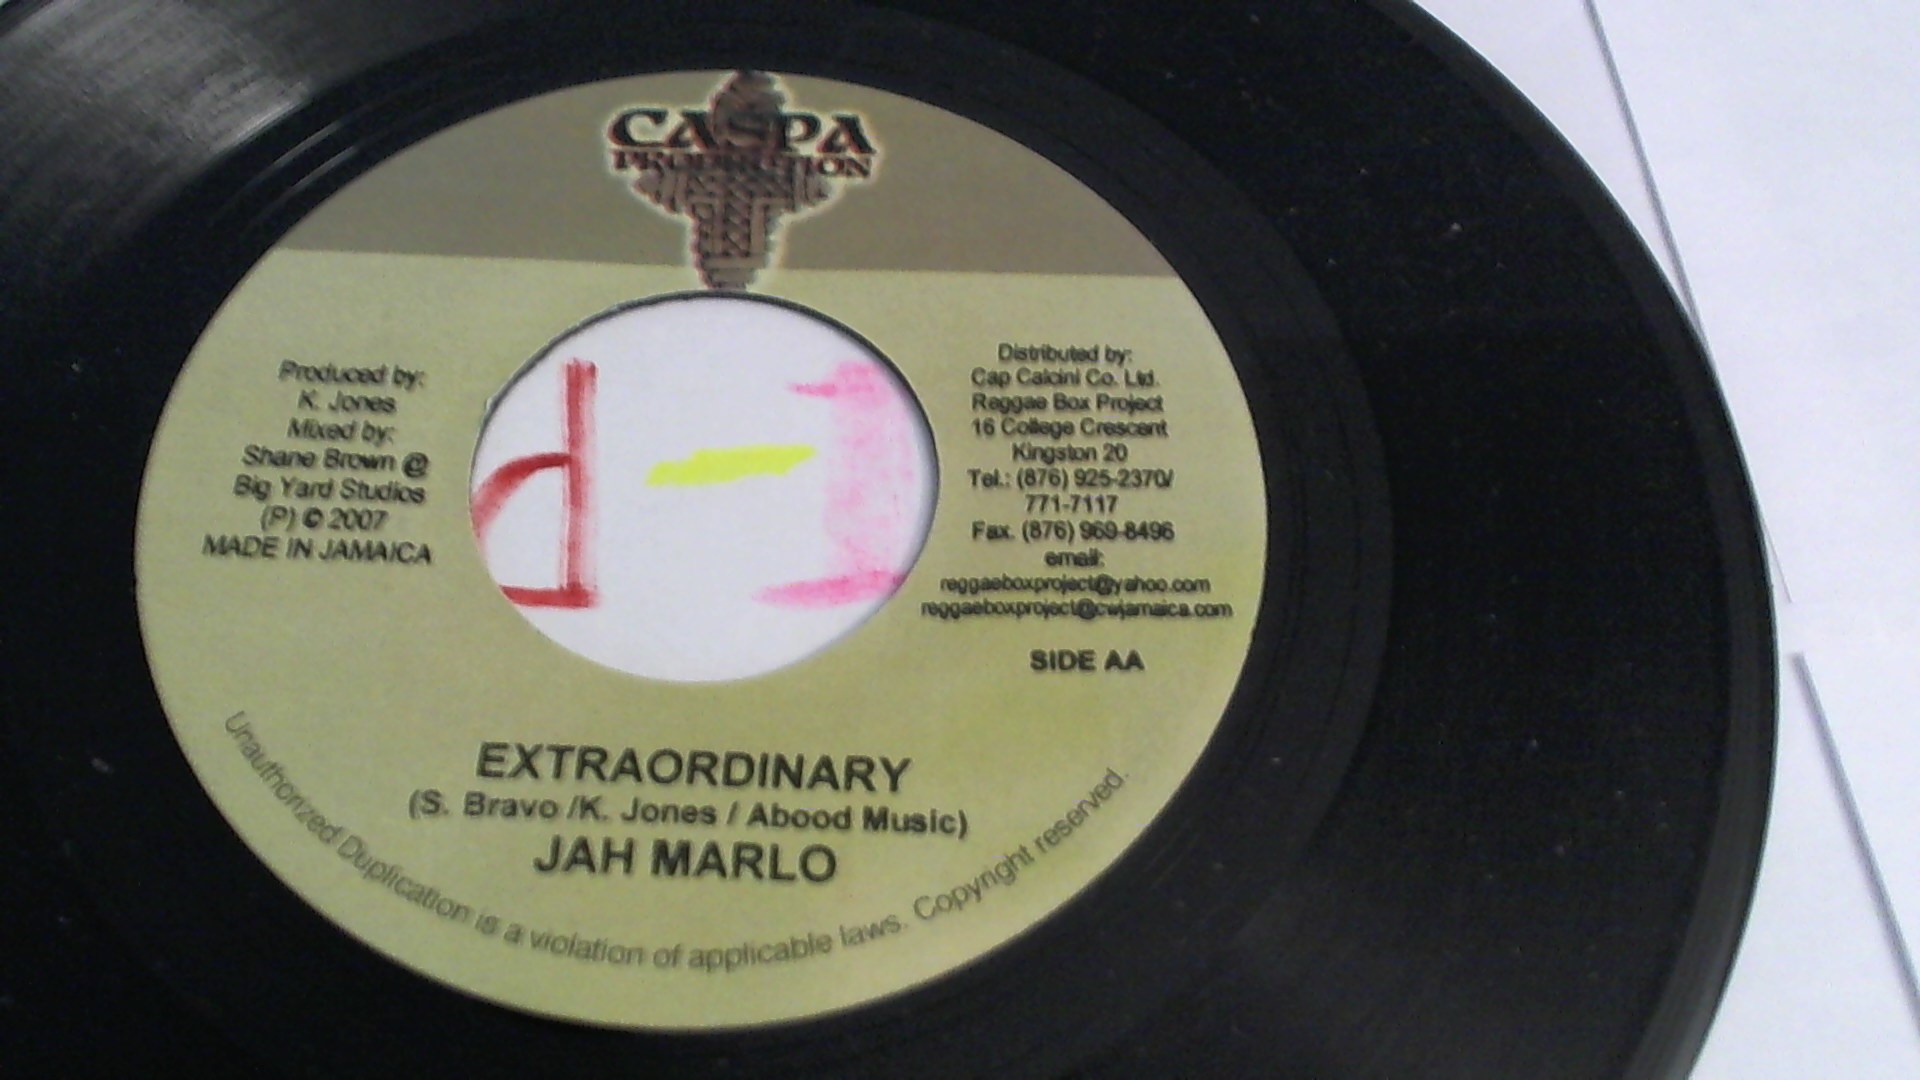 CASPA
PRODUCTION
Produced by:
K. Jones
Mixed by:
Shane Brown @
Big Yard Studios
(P) © 2007
MADE IN JAMAICA
Distributed by:
Cap Calcini Co. Ltd.
Reggae Box Project
16 College Crescent
Kingston 20
Tel.: (876) 925-2370/
771-7117
Fax. (876) 969-8496
email:
reggaeboxproject@yahoo.com
reggaeboxproject@cwjamaica.com
SIDE AA
EXTRAORDINARY
(S. Bravo /K. Jones / Abood Music)
JAH MARLO
Unauthorized Duplication is a violation of applicable laws. Copyright reserved.